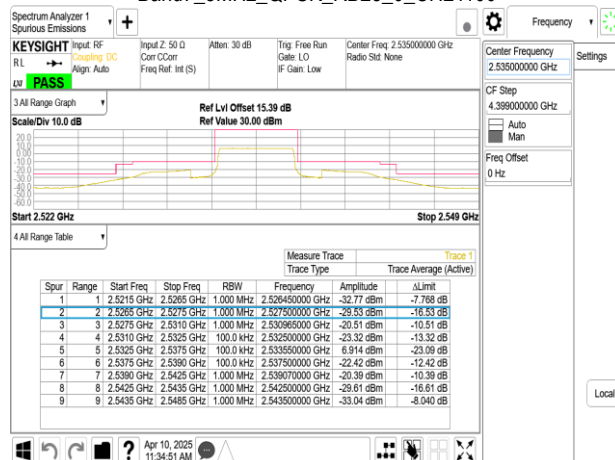 Spectrum Analyzer 1
Spurious Emissions
Frequency
KEYSIGHT
Input: RF
Input Z: 50 Ω
Atten: 30 dB
Trig: Free Run
Center Freq: 2.535000000 GHz
RL
Coupling: DC
Corr CCorr
Gate: LO
Radio Std: None
Align: Auto
Freq Ref: Int (S)
IF Gain: Low
LXI
PASS
3 All Range Graph
Ref Lvl Offset 15.39 dB
Scale/Div 10.0 dB
Ref Value 30.00 dBm
20.0
10.0
0.00
-10.0
-20.0
-30.0
-40.0
-50.0
-60.0
Start 2.522 GHz
Stop 2.549 GHz
4 All Range Table
Measure Trace Trace 1
Trace Type Trace Average (Active)
Spur Range Start Freq Stop Freq RBW Frequency Amplitude ΔLimit
1 1 2.5215 GHz 2.5265 GHz 1.000 MHz 2.526450000 GHz -32.77 dBm -7.768 dB
2 2 2.5265 GHz 2.5275 GHz 1.000 MHz 2.527500000 GHz -29.53 dBm -16.53 dB
3 3 2.5275 GHz 2.5310 GHz 1.000 MHz 2.530965000 GHz -20.51 dBm -10.51 dB
4 4 2.5310 GHz 2.5325 GHz 100.0 kHz 2.532500000 GHz -23.32 dBm -13.32 dB
5 5 2.5325 GHz 2.5375 GHz 100.0 kHz 2.533550000 GHz 6.914 dBm -23.09 dB
6 6 2.5375 GHz 2.5390 GHz 100.0 kHz 2.537500000 GHz -22.42 dBm -12.42 dB
7 7 2.5390 GHz 2.5425 GHz 1.000 MHz 2.539070000 GHz -20.39 dBm -10.39 dB
8 8 2.5425 GHz 2.5435 GHz 1.000 MHz 2.542500000 GHz -29.61 dBm -16.61 dB
9 9 2.5435 GHz 2.5485 GHz 1.000 MHz 2.543500000 GHz -33.04 dBm -8.040 dB
Center Frequency
2.535000000 GHz
Settings
CF Step
4.399000000 GHz
Auto
Man
Freq Offset
0 Hz
Local
Apr 10, 2025
11:34:51 AM